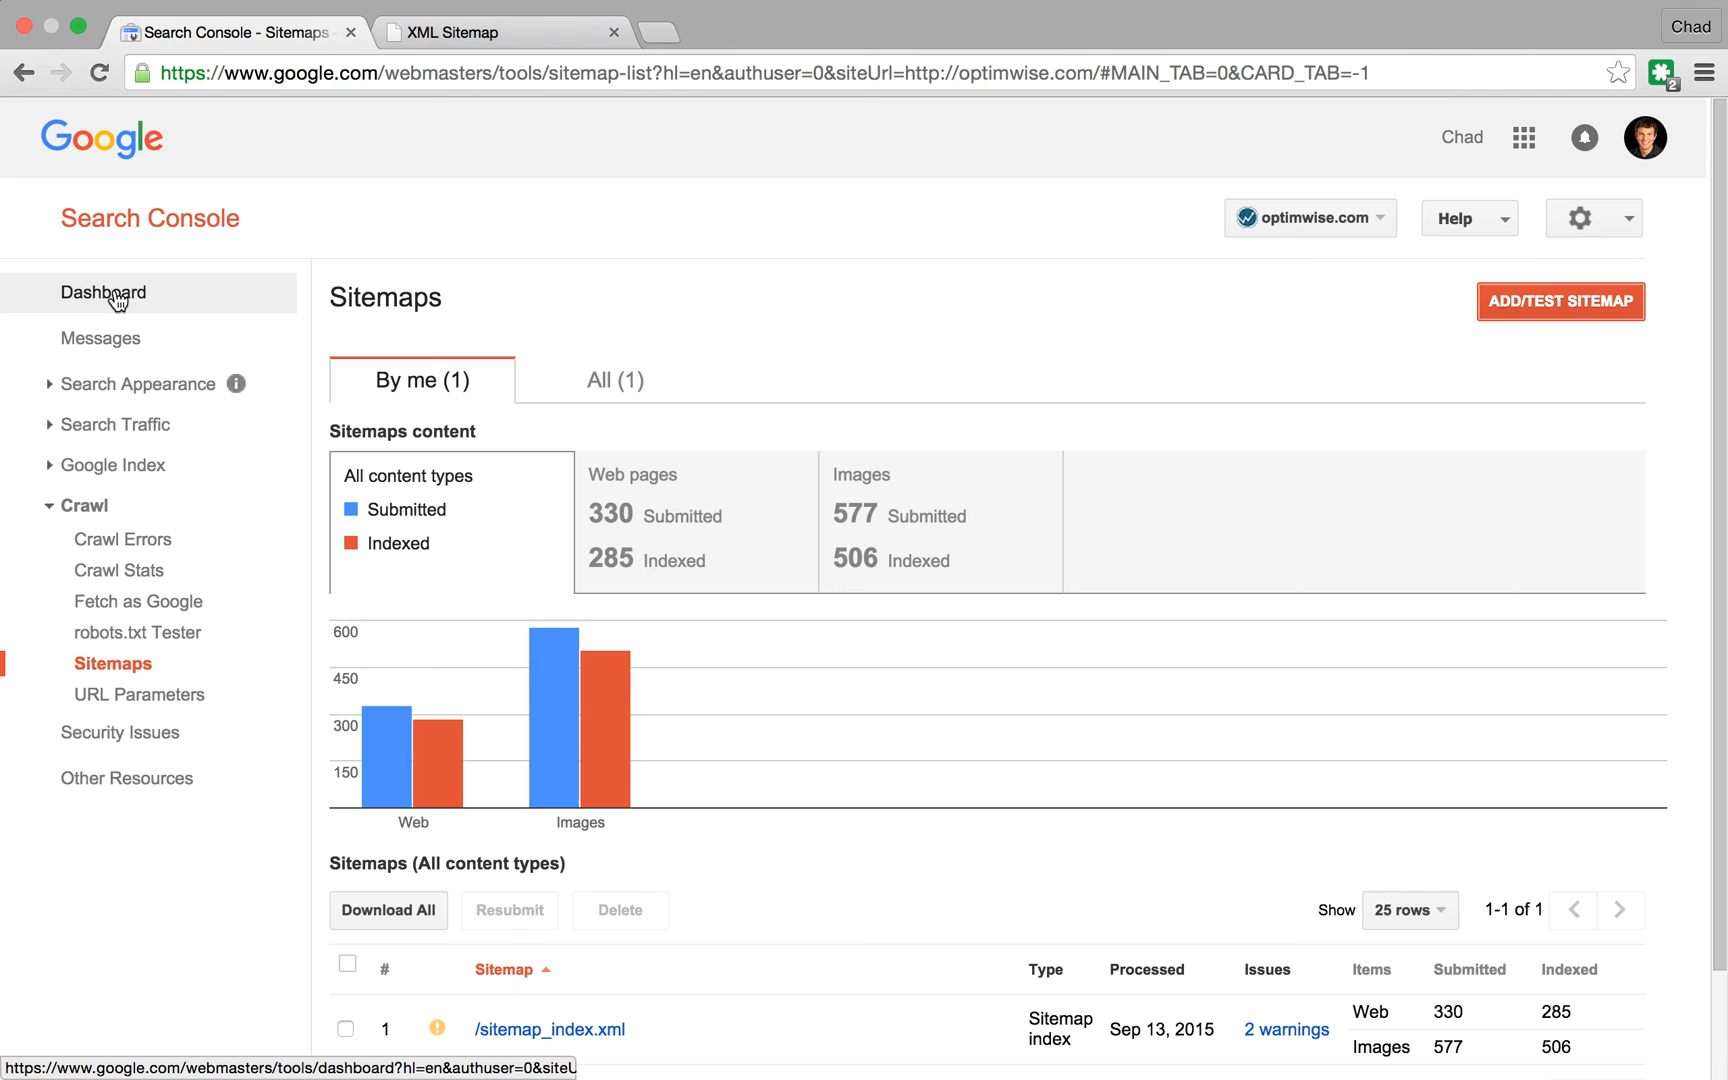 Search Console - Sitemaps
XML Sitemap
Chad
https://www.google.com/webmasters/tools/sitemap-list?hl=en&authuser=0&siteUrl=http://optimwise.com/#MAIN_TAB=0&CARD_TAB=-1
2
Google
Chad
Search Console
optimwise.com
Help
Dashboard
Messages
Search Appearance i
Search Traffic
Google Index
Crawl
Crawl Errors
Crawl Stats
Fetch as Google
robots.txt Tester
Sitemaps
URL Parameters
Security Issues
Other Resources
Sitemaps
ADD/TEST SITEMAP
By me (1)
All (1)
Sitemaps content
All content types
Submitted
Indexed
Web pages
330 Submitted
285 Indexed
Images
577 Submitted
506 Indexed
600
450
300
150
Web
Images
Sitemaps (All content types)
Download All
Resubmit
Delete
Show
25 rows
1-1 of 1
# Sitemap Type Processed Issues Items Submitted Indexed
1 ! /sitemap_index.xml Sitemap index Sep 13, 2015 2 warnings Web 330 285
Images 577 506
https://www.google.com/webmasters/tools/dashboard?hl=en&authuser=0&siteU